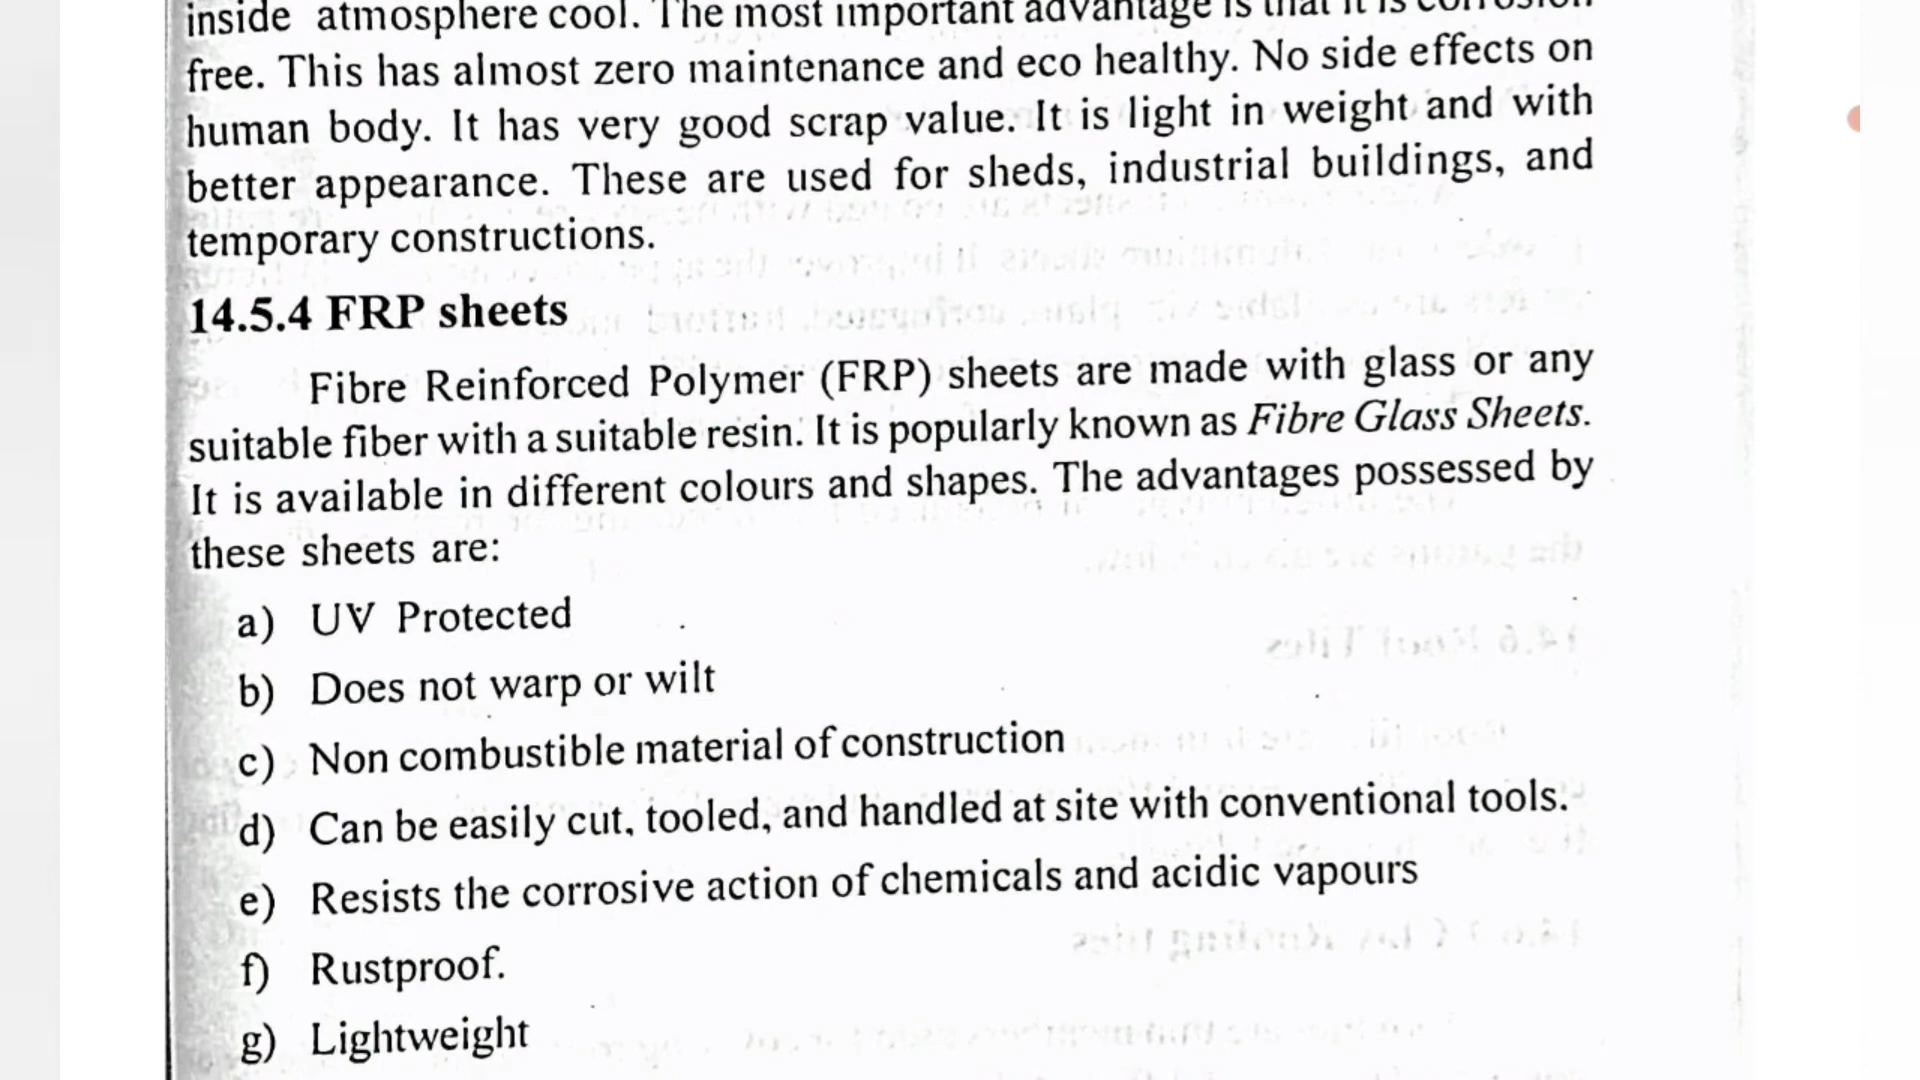 inside atmosphere cool. The most important advantage is that it is corrosion
free. This has almost zero maintenance and eco healthy. No side effects on
human body. It has very good scrap value. It is light in weight and with
better appearance. These are used for sheds, industrial buildings, and
temporary constructions.
14.5.4 FRP sheets
Fibre Reinforced Polymer (FRP) sheets are made with glass or any
suitable fiber with a suitable resin. It is popularly known as Fibre Glass Sheets.
It is available in different colours and shapes. The advantages possessed by
these sheets are:
a) UV Protected
b) Does not warp or wilt
c) Non combustible material of construction
d) Can be easily cut, tooled, and handled at site with conventional tools.
e) Resists the corrosive action of chemicals and acidic vapours
f) Rustproof.
g) Lightweight